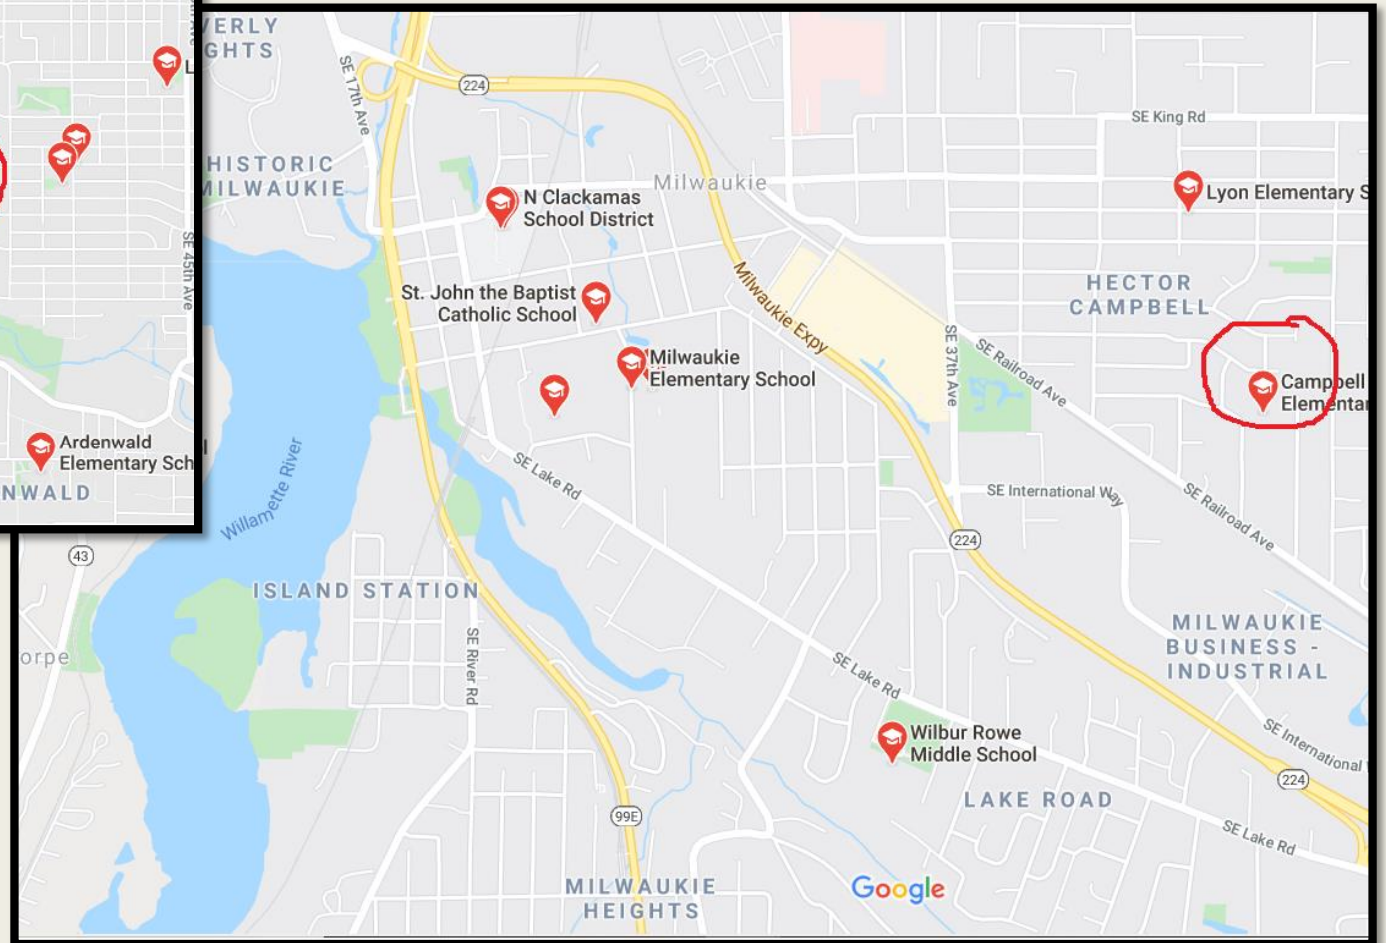 SE 45th Ave
Ardenwald
Elementary Sch
NWALD
VERLY
GHTS
SE 17th Ave
224
SE King Rd
HISTORIC
MILWAUKIE
Milwaukie
N Clackamas
School District
Lyon Elementary S
HECTOR
CAMPBELL
St. John the Baptist
Catholic School
Milwaukie Expy
Milwaukie
Elementary School
SE 37th Ave
SE Railroad Ave
Campbell
Elementar
SE Lake Rd
Willamette River
SE International Way
SE Railroad Ave
224
43
ISLAND STATION
SE River Rd
orpe
MILWAUKIE
BUSINESS -
INDUSTRIAL
SE Lake Rd
Wilbur Rowe
Middle School
SE International
224
LAKE ROAD
99E
SE Lake Rd
MILWAUKIE
HEIGHTS
Google